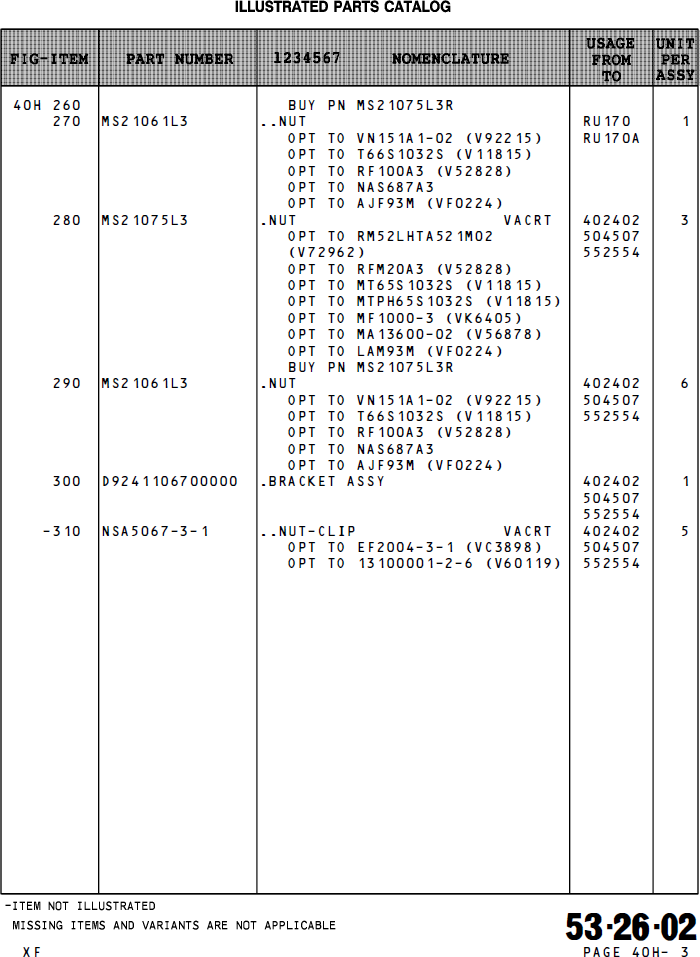 ILLUSTRATED PARTS CATALOG
FIG-ITEM PART NUMBER 1234567 NOMENCLATURE USAGE FROM TO UNIT PER ASSY
40H 260 BUY PN MS21075L3R
270 MS21061L3 ..NUT RU170 1
OPT TO VN151A1-02 (V92215) RU170A
OPT TO T66S1032S (V11815)
OPT TO RF100A3 (V52828)
OPT TO NAS687A3
OPT TO AJF93M (VF0224)
280 MS21075L3 .NUT VACRT 402402 3
OPT TO RM52LHTA521M02 504507
(V72962) 552554
OPT TO RFM20A3 (V52828)
OPT TO MT65S1032S (V11815)
OPT TO MTPH65S1032S (V11815)
OPT TO MF1000-3 (VK6405)
OPT TO MA13600-02 (V56878)
OPT TO LAM93M (VF0224)
BUY PN MS21075L3R
290 MS21061L3 .NUT 402402 6
OPT TO VN151A1-02 (V92215) 504507
OPT TO T66S1032S (V11815) 552554
OPT TO RF100A3 (V52828)
OPT TO NAS687A3
OPT TO AJF93M (VF0224)
300 D9241106700000 .BRACKET ASSY 402402 1
504507
552554
-310 NSA5067-3-1 ..NUT-CLIP VACRT 402402 5
OPT TO EF2004-3-1 (VC3898) 504507
OPT TO 13100001-2-6 (V60119) 552554
-ITEM NOT ILLUSTRATED
MISSING ITEMS AND VARIANTS ARE NOT APPLICABLE
53-26-02
XF PAGE 40H- 3